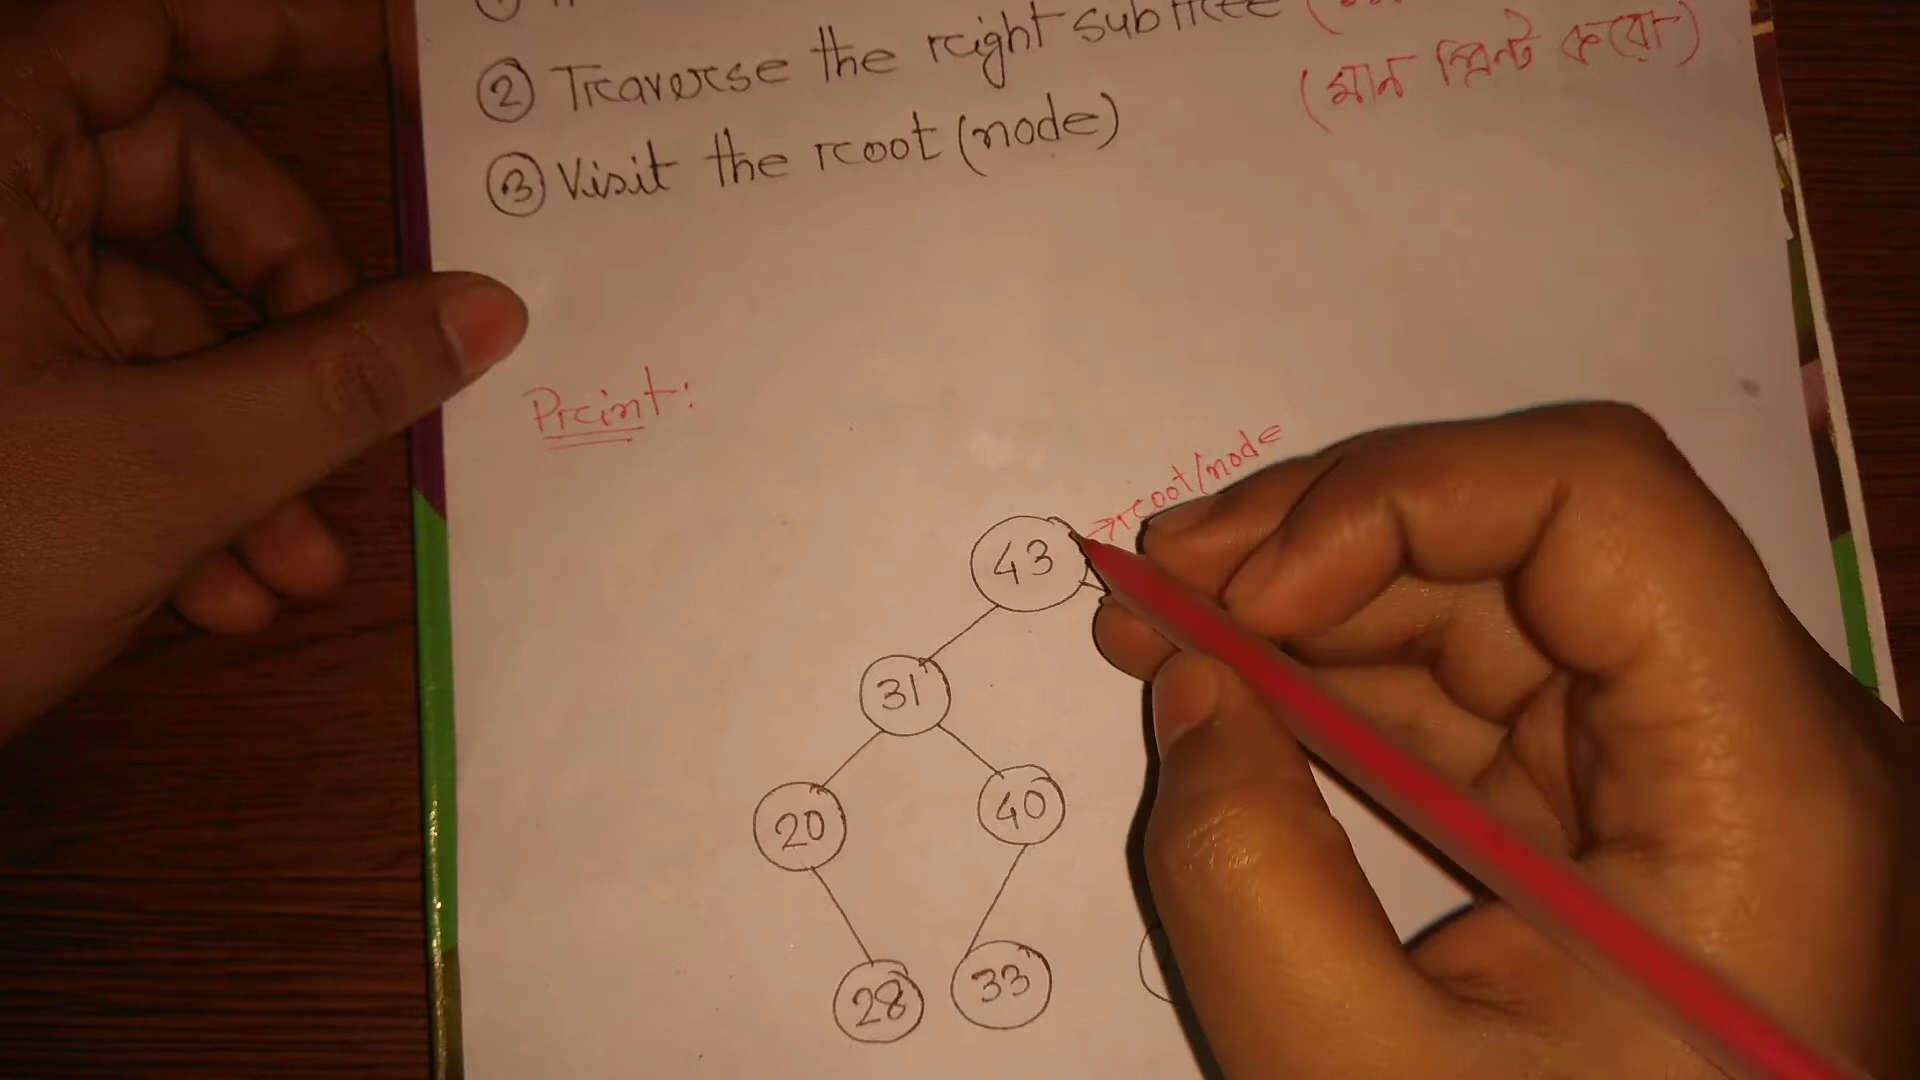 ② Traverse the right subtree
(মান প্রিন্ট করো)
③ Visit the root (node)
Print:
→root/node
43
31
20
40
28
33